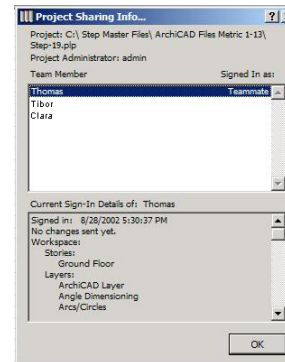 Project Sharing Info...
Project: C:\ Step Master Files\ ArchiCAD Files Metric 1-13\
Step-19.plp
Project Administrator: admin
Team Member Signed In as:
Thomas Teammate
Tibor
Clara
Current Sign-In Details of: Thomas
Signed in: 8/28/2002 5:30:37 PM
No changes sent yet.
Workspace:
Stories:
Ground Floor
Layers:
ArchiCAD Layer
Angle Dimensioning
Arcs/Circles
OK